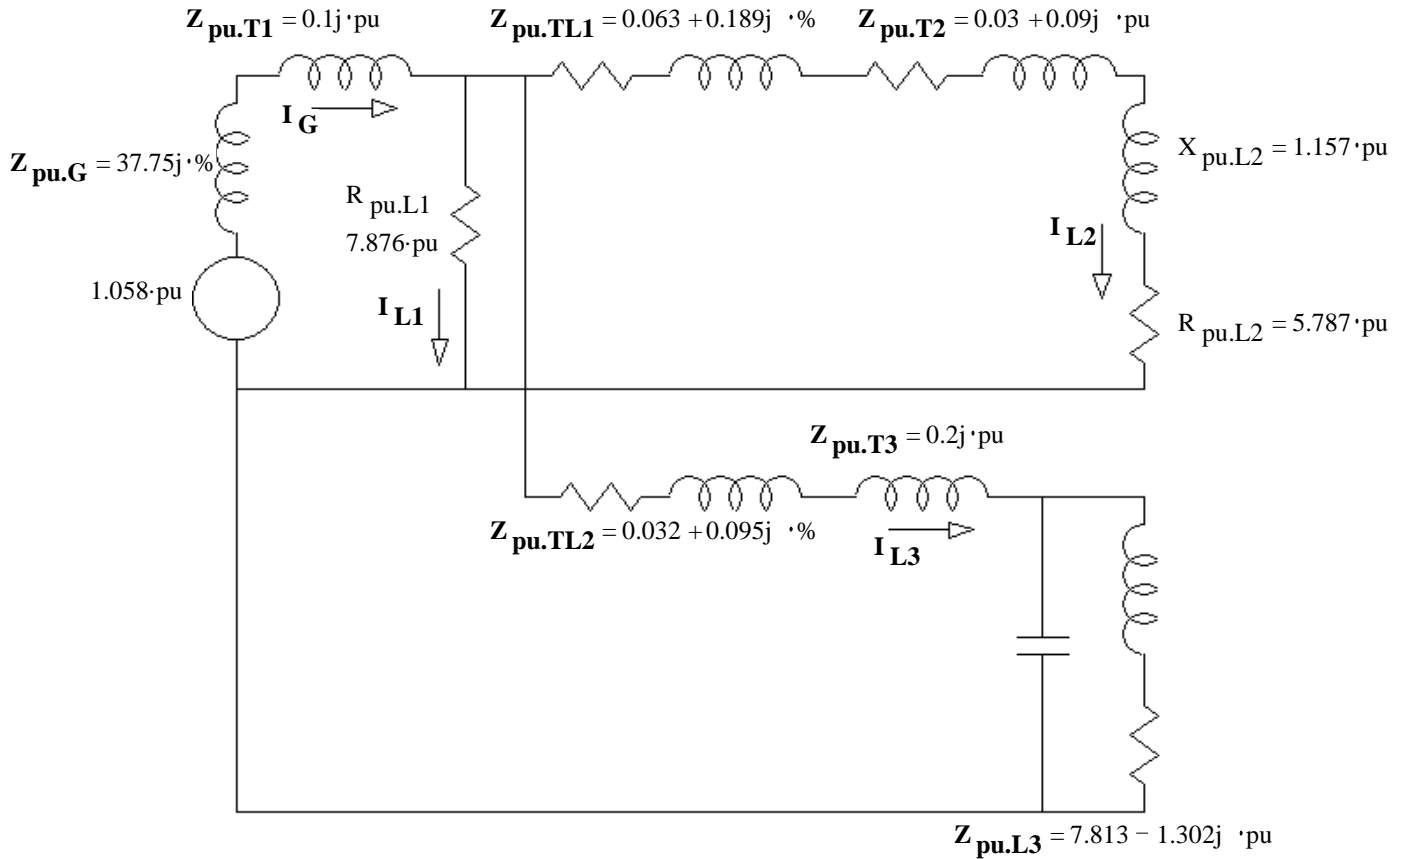 Z pu.T1 = 0.1j·pu
Z pu.TL1 = 0.063 + 0.189j ·%
Z pu.T2 = 0.03 + 0.09j ·pu
I G
Z pu.G = 37.75j·%
X pu.L2 = 1.157·pu
R pu.L1
7.876·pu
I L2
1.058·pu
I L1
R pu.L2 = 5.787·pu
Z pu.T3 = 0.2j·pu
Z pu.TL2 = 0.032 + 0.095j ·%
I L3
Z pu.L3 = 7.813 − 1.302j ·pu